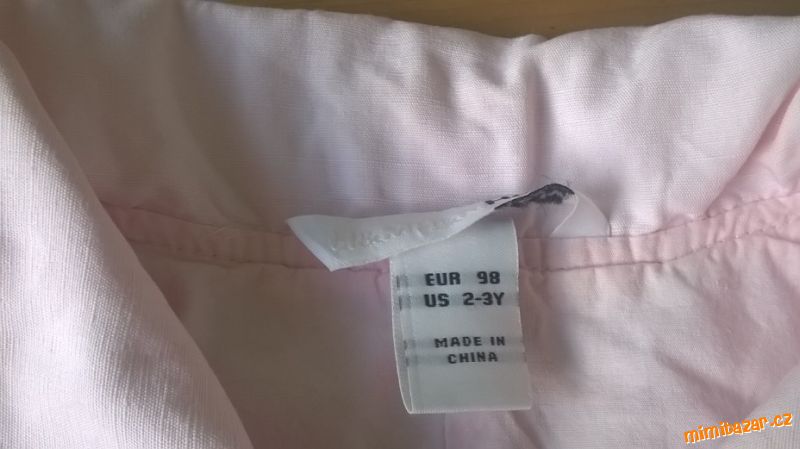 EUR 98
US 2-3Y
MADE IN
CHINA
mimibazar.cz